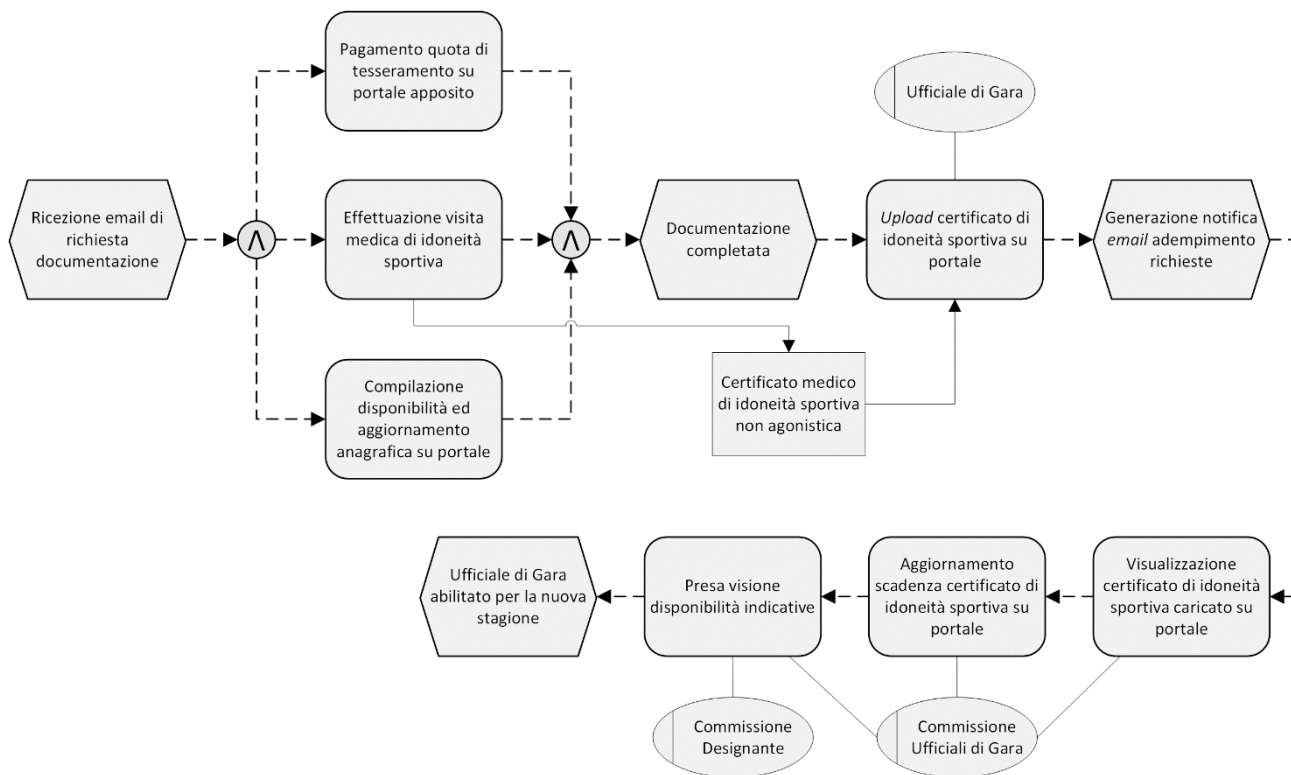 Pagamento quota di
tesseramento su
portale apposito
Ufficiale di Gara
Ricezione email di
richiesta
documentazione
Λ
Effettuazione visita
medica di idoneità
sportiva
Λ
Documentazione
completata
Upload certificato di
idoneità sportiva su
portale
Generazione notifica
email adempimento
richieste
Compilazione
disponibilità ed
aggiornamento
anagrafica su portale
Certificato medico
di idoneità sportiva
non agonistica
Ufficiale di Gara
abilitato per la nuova
stagione
Presa visione
disponibilità indicative
Aggiornamento
scadenza certificato di
idoneità sportiva su
portale
Visualizzazione
certificato di idoneità
sportiva caricato su
portale
Commissione
Designante
Commissione
Ufficiali di Gara